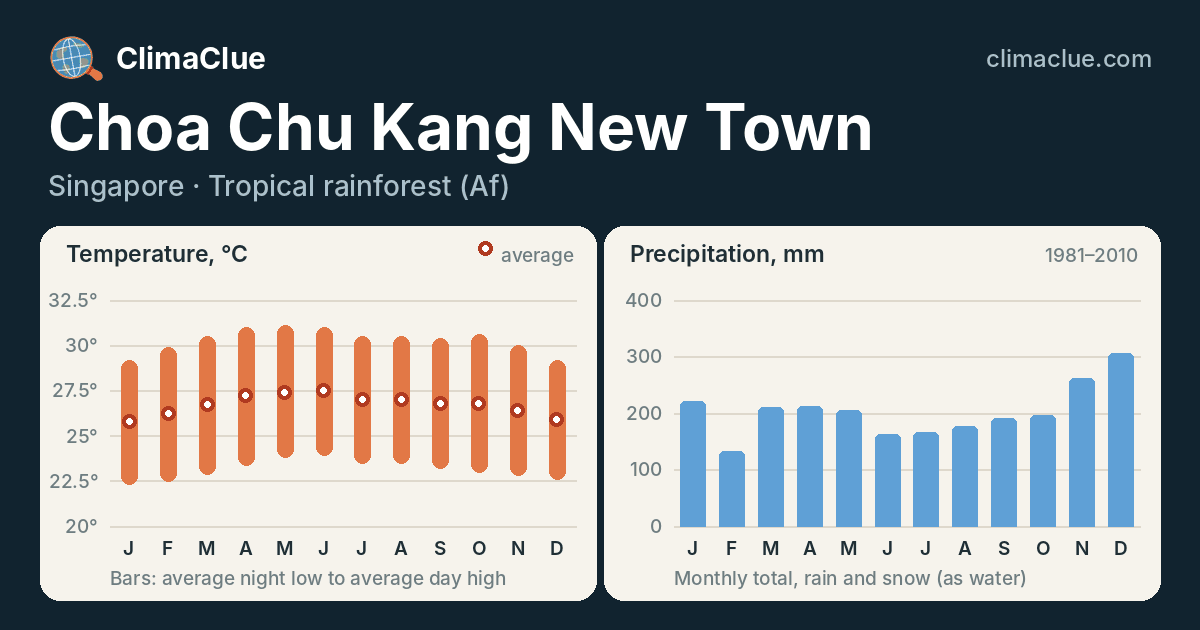 ClimaClue
climaclue.com
Choa Chu Kang New Town
Singapore · Tropical rainforest (Af)
Temperature, °C
average
32.5°
30°
27.5°
25°
22.5°
20°
J F M A M J J A S O N D
Bars: average night low to average day high
Precipitation, mm
1981–2010
400
300
200
100
0
J F M A M J J A S O N D
Monthly total, rain and snow (as water)